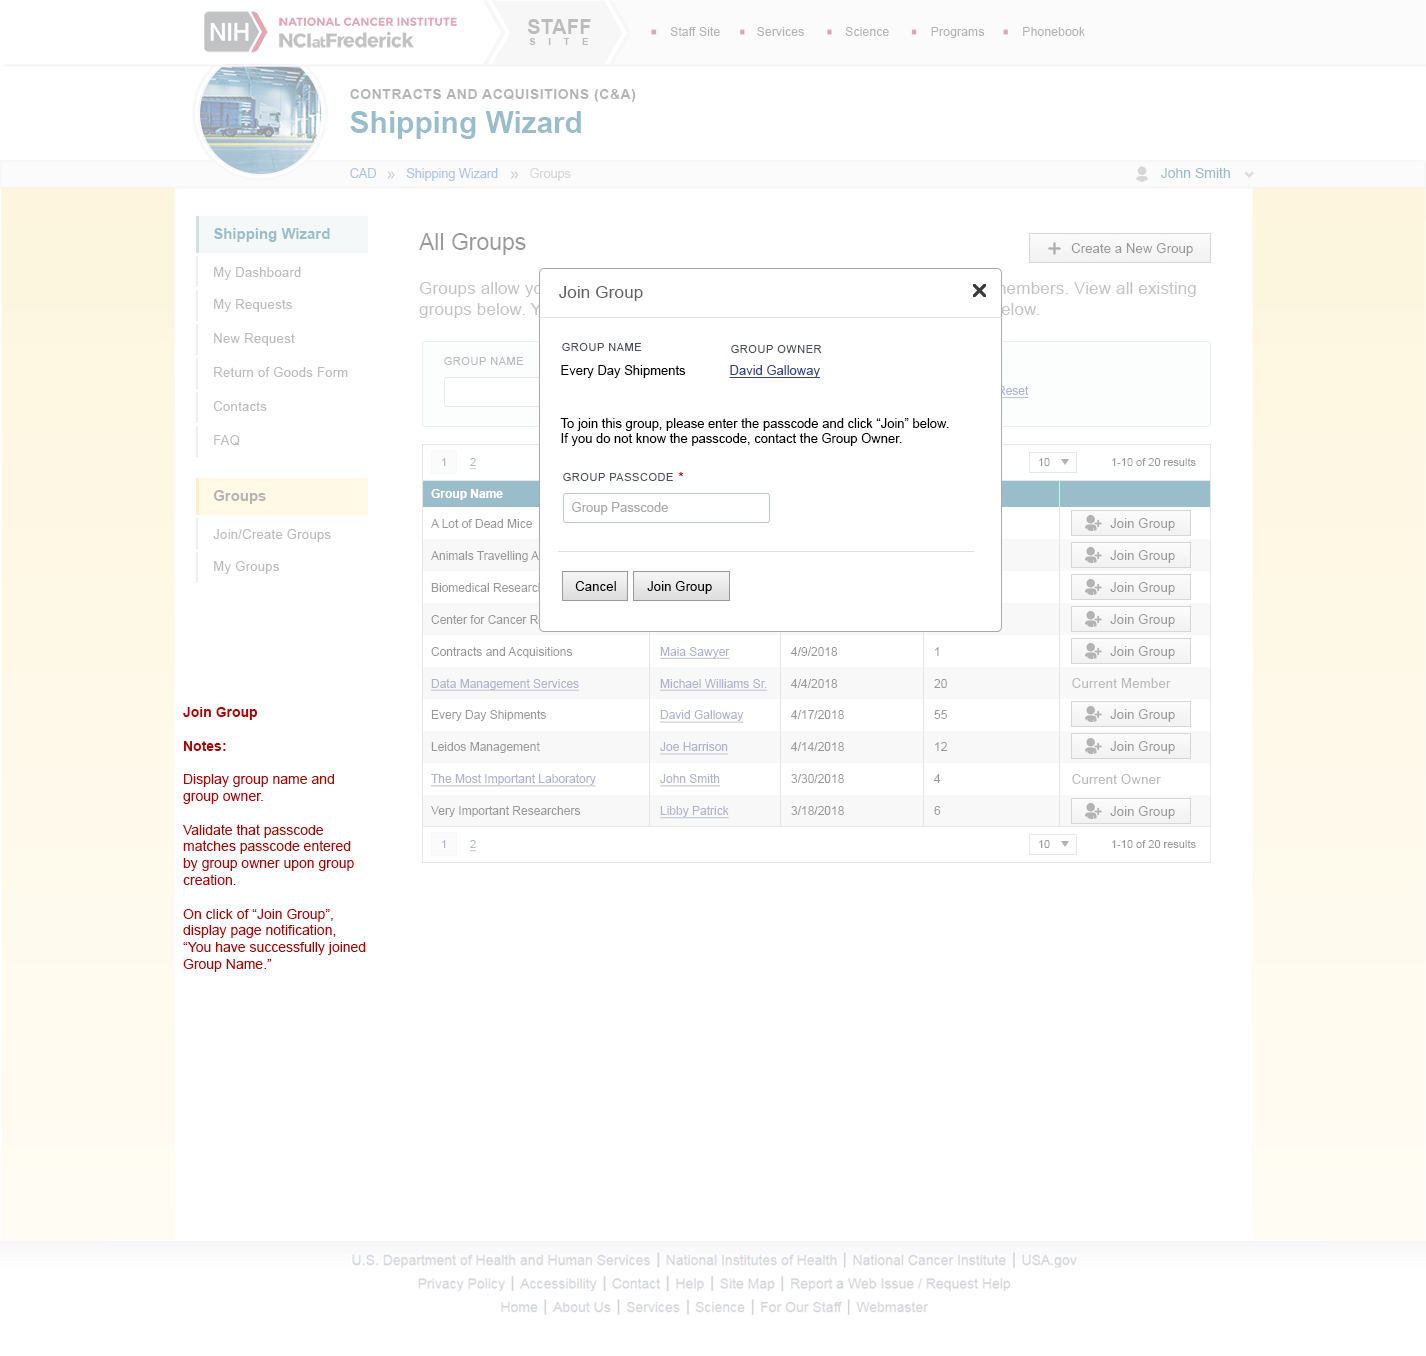 NIH NATIONAL CANCER INSTITUTE
NCIatFrederick
STAFF
SITE
Staff Site Services Science Programs Phonebook
CONTRACTS AND ACQUISITIONS (C&A)
Shipping Wizard
CAD » Shipping Wizard » Groups
John Smith
Shipping Wizard
My Dashboard
My Requests
New Request
Return of Goods Form
Contacts
FAQ
Groups
Join/Create Groups
My Groups
Join Group
Notes:
Display group name and
group owner.
Validate that passcode
matches passcode entered
by group owner upon group
creation.
On click of “Join Group”,
display page notification,
“You have successfully joined
Group Name.”
All Groups
Create a New Group
Groups allow members. View all existing
groups below.
GROUP NAME
Reset
Join Group
GROUP NAME GROUP OWNER
Every Day Shipments David Galloway
To join this group, please enter the passcode and click “Join” below.
If you do not know the passcode, contact the Group Owner.
GROUP PASSCODE *
Group Passcode
Cancel Join Group
1 2 10 1-10 of 20 results
Group Name
A Lot of Dead Mice Join Group
Animals Travelling Join Group
Biomedical Join Group
Center for Cancer Join Group
Contracts and Acquisitions Maia Sawyer 4/9/2018 1 Join Group
Data Management Services Michael Williams Sr. 4/4/2018 20 Current Member
Every Day Shipments David Galloway 4/17/2018 55 Join Group
Leidos Management Joe Harrison 4/14/2018 12 Join Group
The Most Important Laboratory John Smith 3/30/2018 4 Current Owner
Very Important Researchers Libby Patrick 3/18/2018 6 Join Group
1 2 10 1-10 of 20 results
U.S. Department of Health and Human Services | National Institutes of Health | National Cancer Institute | USA.gov
Privacy Policy | Accessibility | Contact | Help | Site Map | Report a Web Issue / Request Help
Home | About Us | Services | Science | For Our Staff | Webmaster